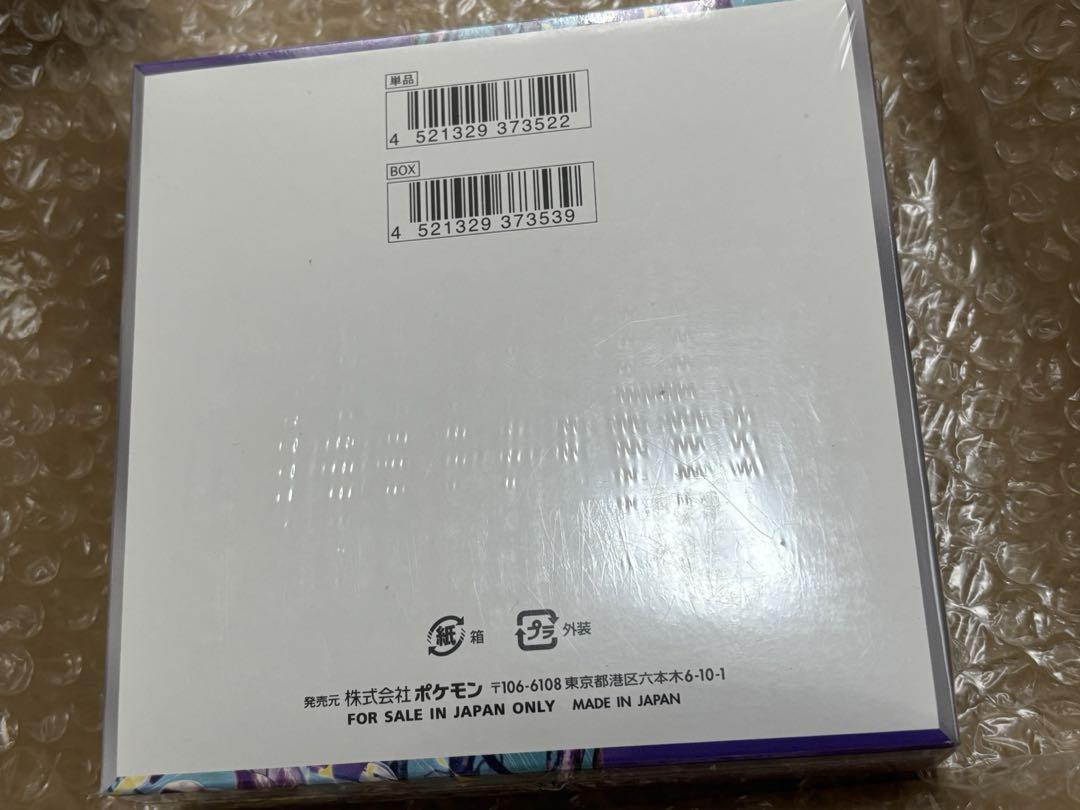 単品
4 521329 373522
BOX
4 521329 373539
紙 箱
プラ 外装
発売元 株式会社 ポケモン 〒106-6108 東京都港区六本木6-10-1
FOR SALE IN JAPAN ONLY MADE IN JAPAN